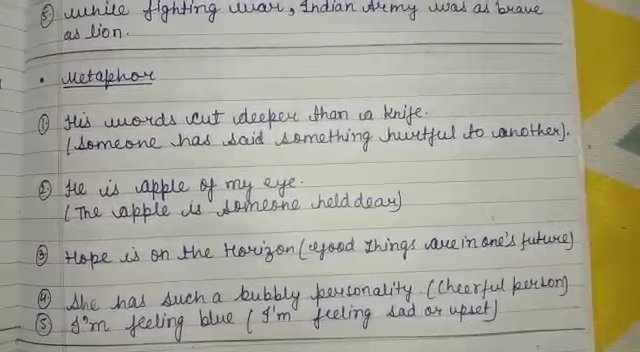 ⑤ While fighting war, Indian Army was as brave
as lion.
• Metaphor
① His words cut deeper than a knife.
(Someone has said something hurtful to another).
② He is apple of my eye.
(The apple is someone held dear)
③ Hope is on the Horizon (Good things are in one's future)
④ She has such a bubbly personality. (Cheerful person)
⑤ I'm feeling blue (I'm feeling sad or upset)